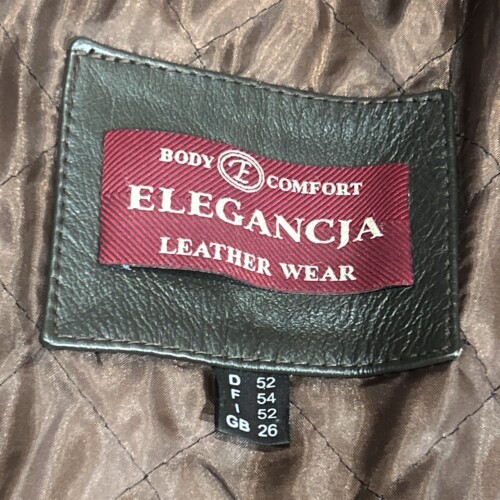 BODY E COMFORT
ELEGANCJA
LEATHER WEAR
D 52
F 54
I 52
GB 26